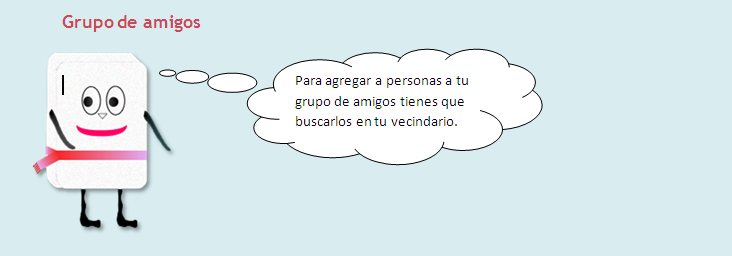 Grupo de amigos
Para agregar a personas a tu
grupo de amigos tienes que
buscarlos en tu vecindario.